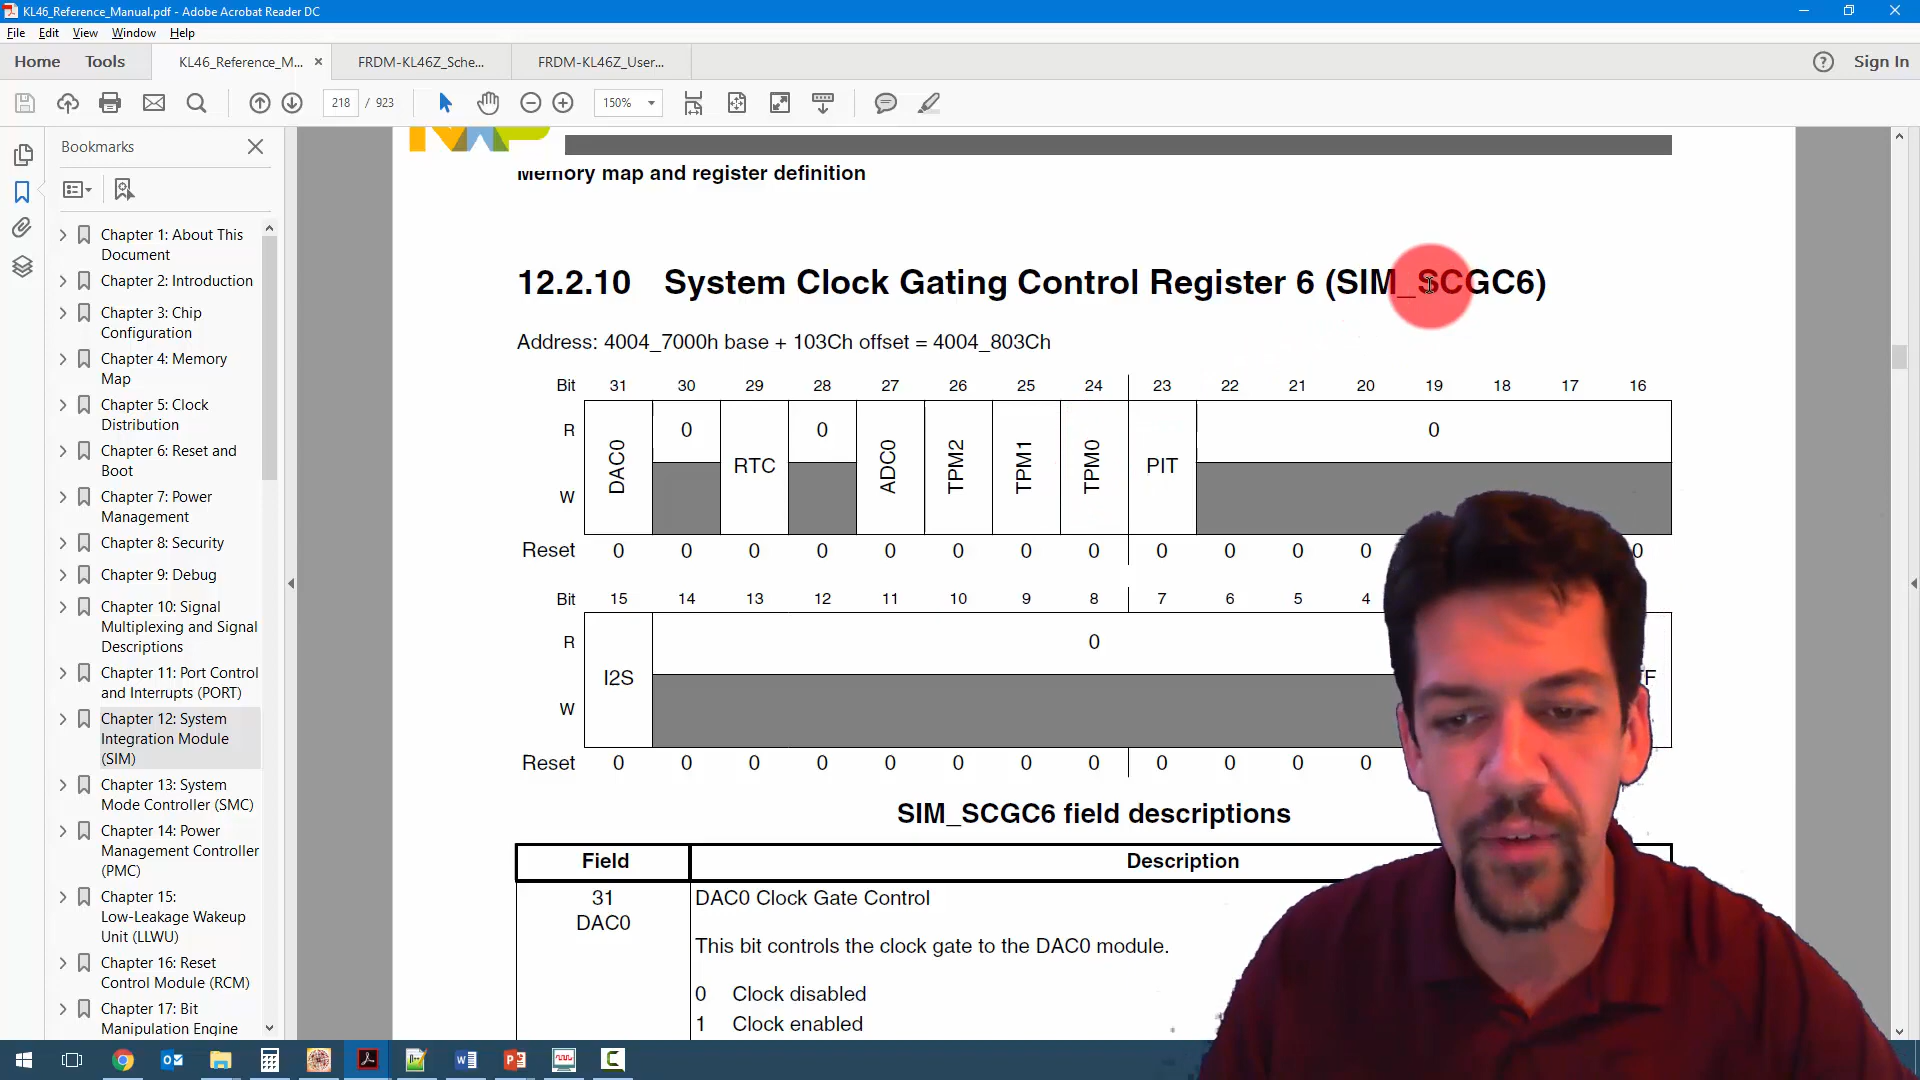 KL46_Reference_Manual.pdf - Adobe Acrobat Reader DC
File Edit View Window Help
Home Tools KL46_Reference_M... × FRDM-KL46Z_Sche... FRDM-KL46Z_User... Sign In
218 / 923 150%
Bookmarks
Chapter 1: About This
Document
Chapter 2: Introduction
Chapter 3: Chip
Configuration
Chapter 4: Memory
Map
Chapter 5: Clock
Distribution
Chapter 6: Reset and
Boot
Chapter 7: Power
Management
Chapter 8: Security
Chapter 9: Debug
Chapter 10: Signal
Multiplexing and Signal
Descriptions
Chapter 11: Port Control
and Interrupts (PORT)
Chapter 12: System
Integration Module
(SIM)
Chapter 13: System
Mode Controller (SMC)
Chapter 14: Power
Management Controller
(PMC)
Chapter 15:
Low-Leakage Wakeup
Unit (LLWU)
Chapter 16: Reset
Control Module (RCM)
Chapter 17: Bit
Manipulation Engine
Memory map and register definition
12.2.10 System Clock Gating Control Register 6 (SIM_SCGC6)
Address: 4004_7000h base + 103Ch offset = 4004_803Ch
Bit 31 30 29 28 27 26 25 24 23 22 21 20 19 18 17 16
R 0 0 0
DAC0 RTC ADC0 TPM2 TPM1 TPM0 PIT
W
Reset 0 0 0 0 0 0 0 0 0 0 0 0 0
Bit 15 14 13 12 11 10 9 8 7 6 5 4
R 0
I2S F
W
Reset 0 0 0 0 0 0 0 0 0 0 0 0
SIM_SCGC6 field descriptions
Field Description
31
DAC0
DAC0 Clock Gate Control
This bit controls the clock gate to the DAC0 module.
0 Clock disabled
1 Clock enabled